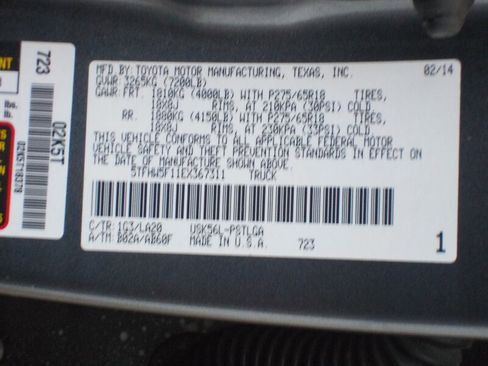 MFD.BY:TOYOTA MOTOR MANUFACTURING, TEXAS, INC. 02/14
GVWR:3265KG (7200LB)
GAWR:FRT. 1810KG (4000LB) WITH P275/65R18 TIRES,
18X8J RIMS, AT 210KPA (30PSI) COLD.
RR. 1880KG (4150LB) WITH P275/65R18 TIRES,
18X8J RIMS, AT 230KPA (33PSI) COLD.
THIS VEHICLE CONFORMS TO ALL APPLICABLE FEDERAL MOTOR
VEHICLE SAFETY AND THEFT PREVENTION STANDARDS IN EFFECT ON
THE DATE OF MANUFACTURE SHOWN ABOVE.
5TFHW5F11EX367311 TRUCK
C/TR:1G3/LA20 USK56L-PSTLGA
A/TM:B02A/AB60F MADE IN U.S.A. 723
1
723
02K5T
lbs.
lb.